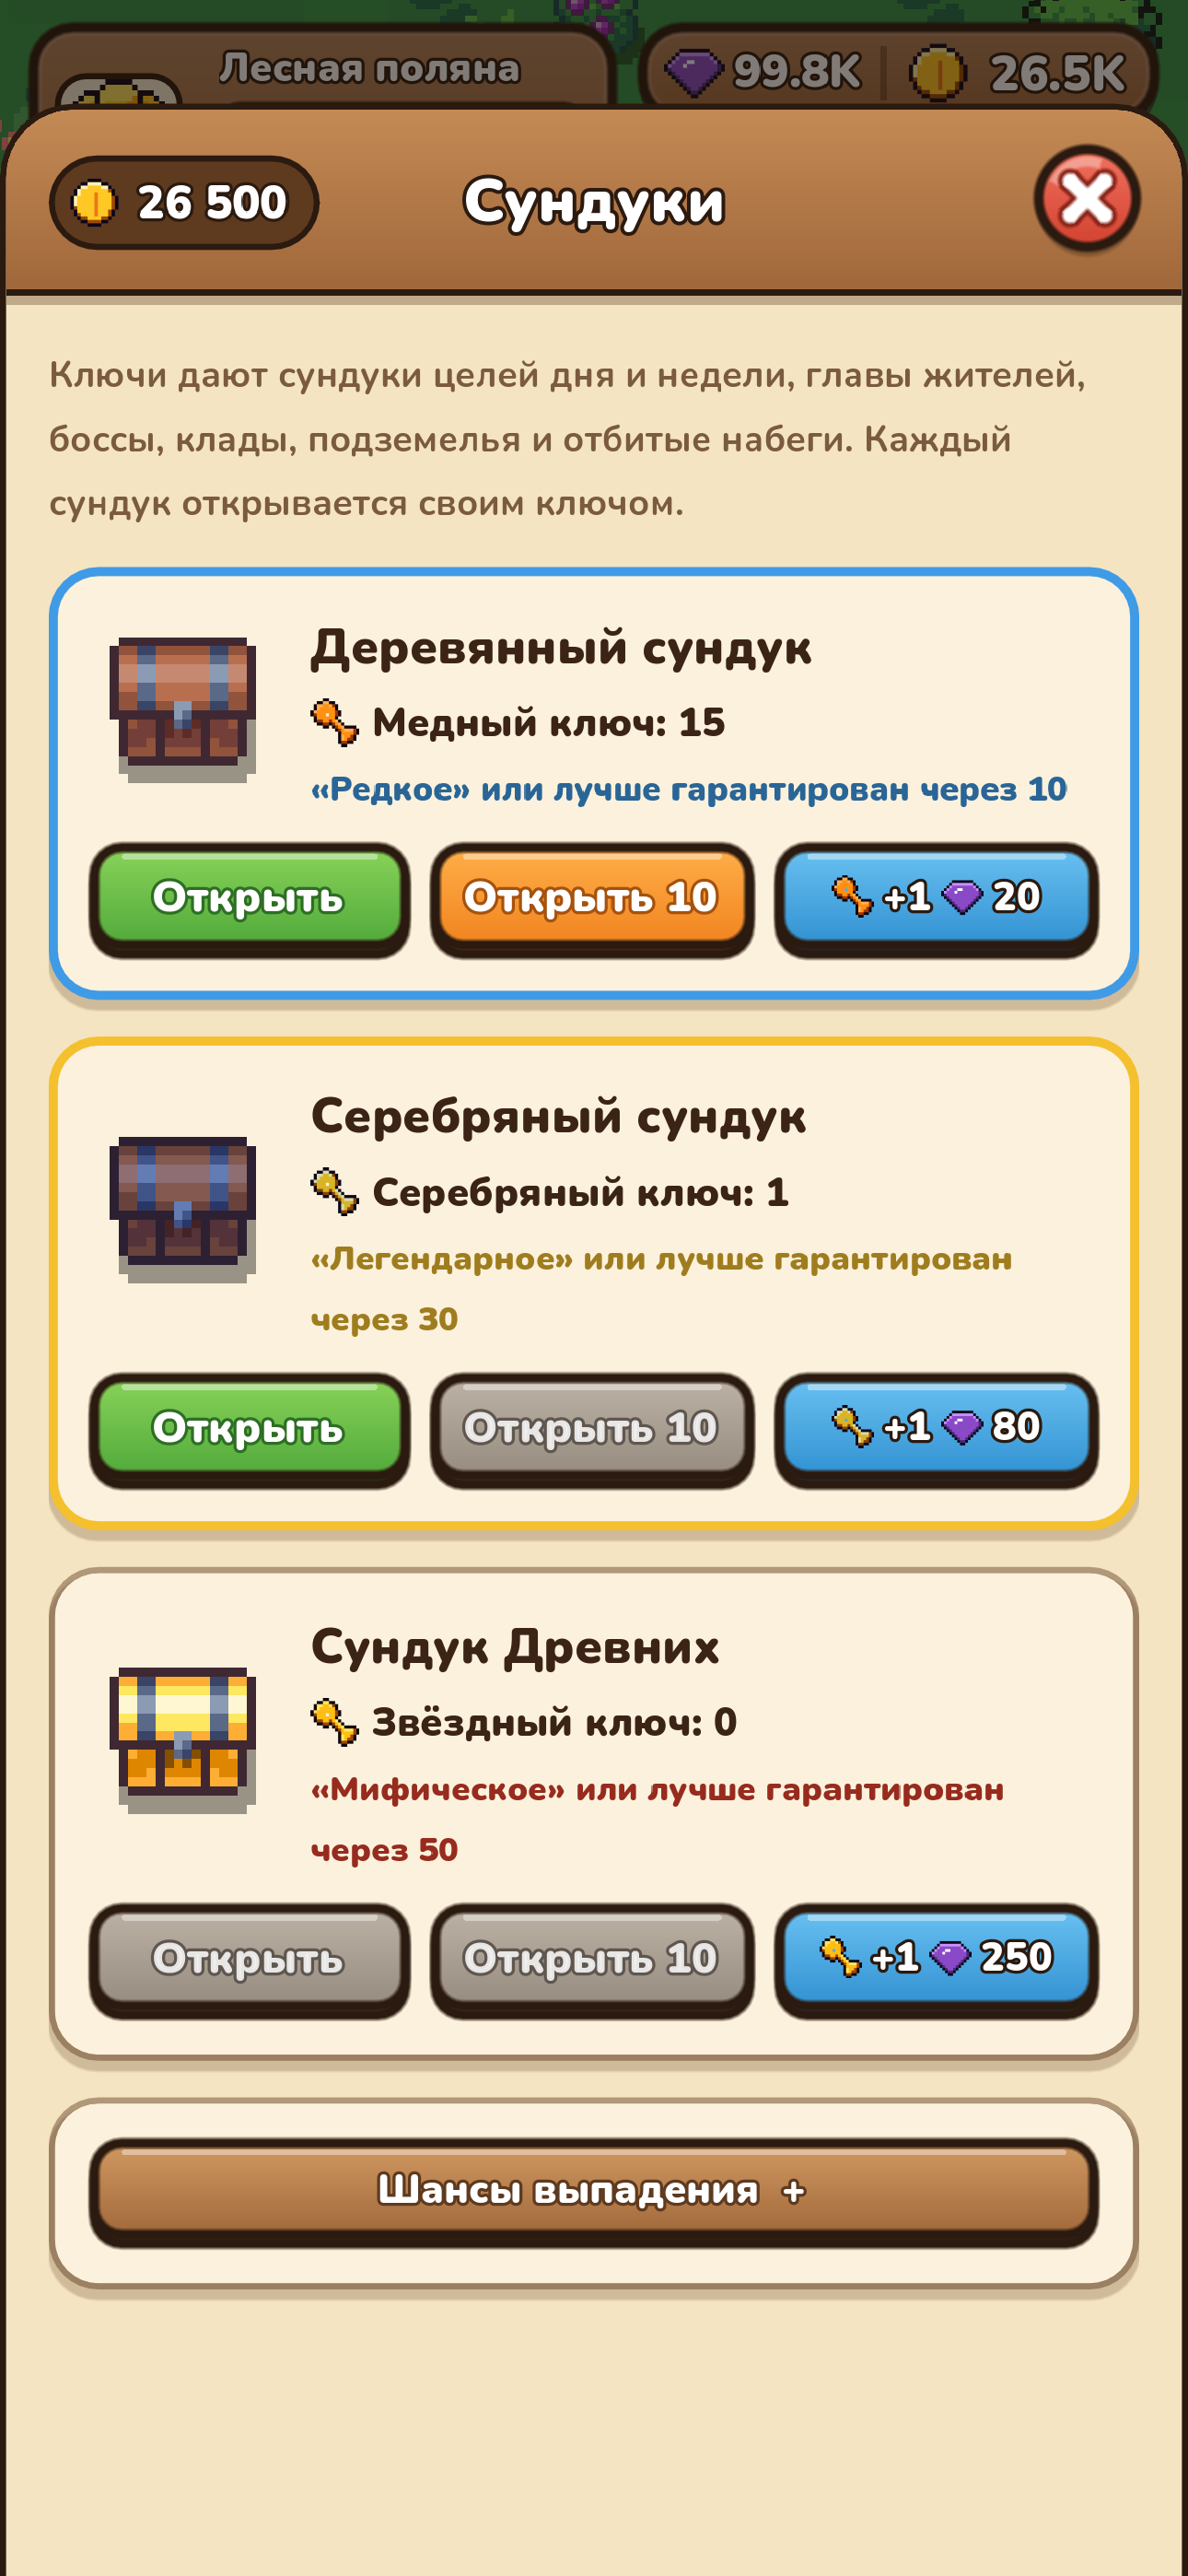 Лесная поляна
99.8K 26.5K
26 500
Сундуки
Ключи дают сундуки целей дня и недели, главы жителей,
боссы, клады, подземелья и отбитые набеги. Каждый
сундук открывается своим ключом.
Деревянный сундук
Медный ключ: 15
«Редкое» или лучше гарантирован через 10
Открыть Открыть 10 +1 20
Серебряный сундук
Серебряный ключ: 1
«Легендарное» или лучше гарантирован
через 30
Открыть Открыть 10 +1 80
Сундук Древних
Звёздный ключ: 0
«Мифическое» или лучше гарантирован
через 50
Открыть Открыть 10 +1 250
Шансы выпадения +